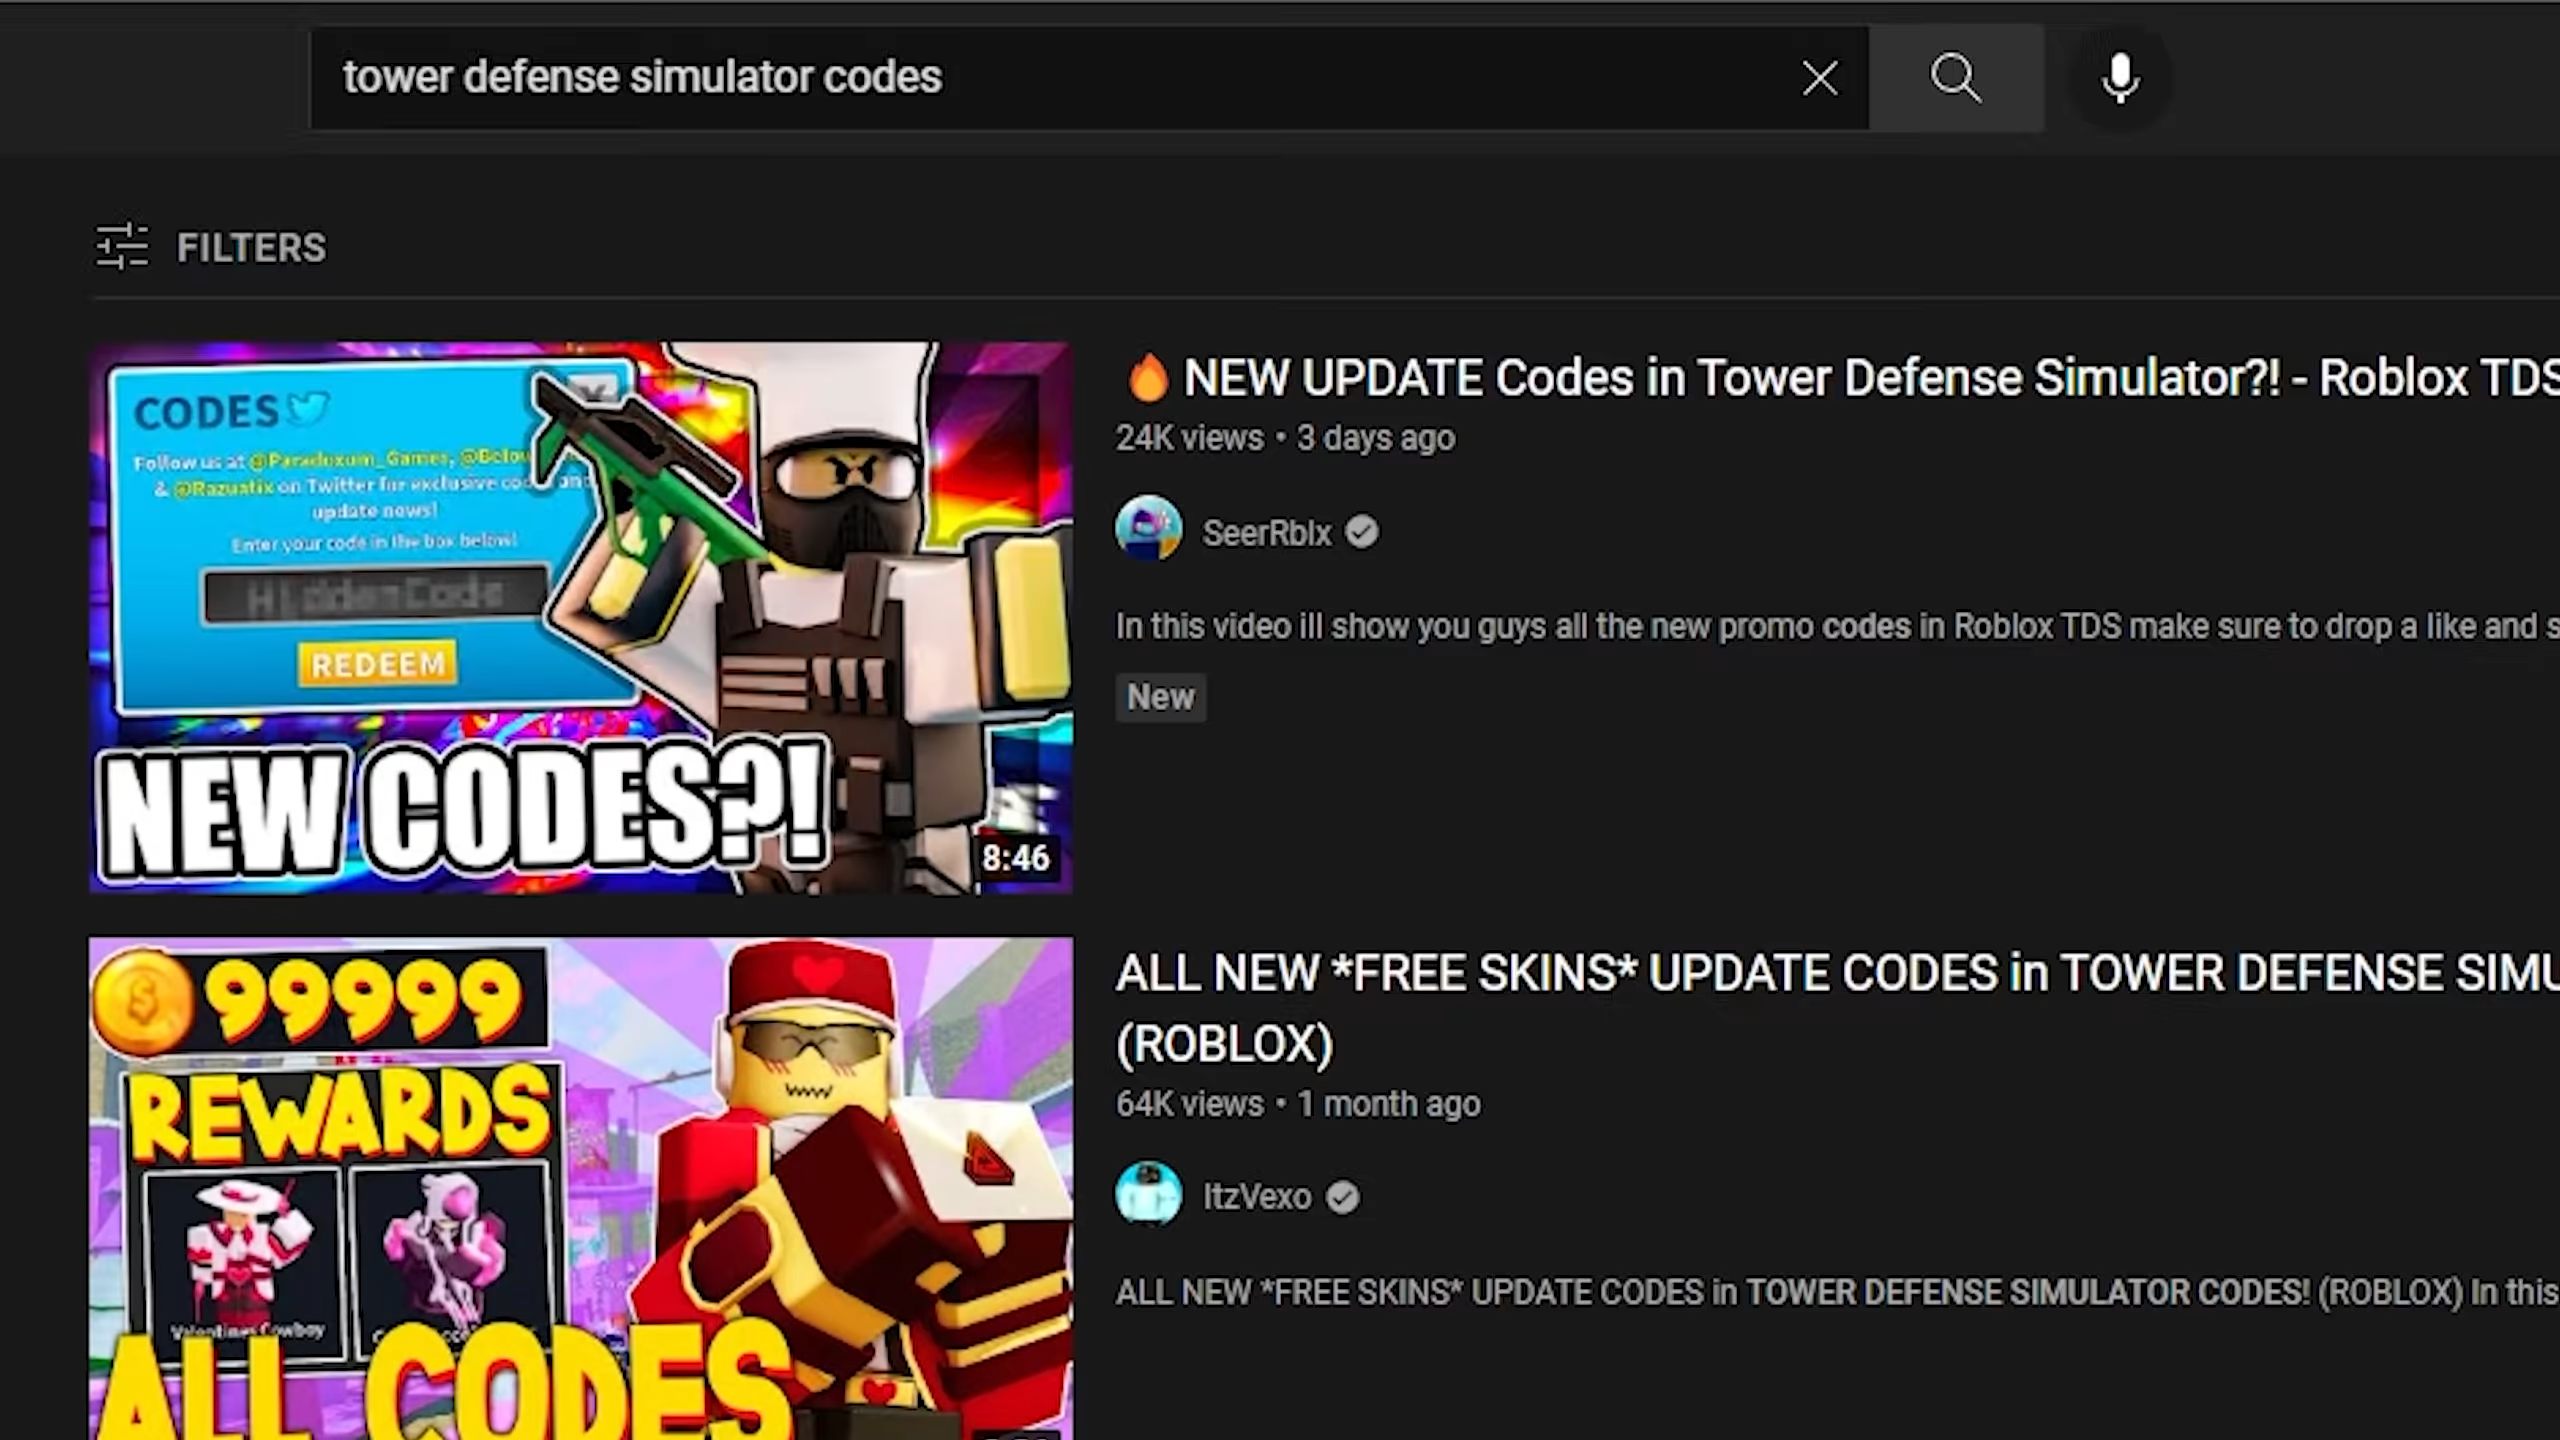 tower defense simulator codes
FILTERS
CODES
Follow us at @Paradoxum_Games,
& @Razuatix on Twitter for exclusive
update news!
Enter your code in the box below!
HiddenCode
REDEEM
NEW CODES?!
8:46
🔥 NEW UPDATE Codes in Tower Defense Simulator?! - Roblox TDS
24K views • 3 days ago
SeerRblx
In this video ill show you guys all the new promo codes in Roblox TDS make sure to drop a like and s
New
99999
REWARDS
Valentines Cowboy
ALL CODES
ALL NEW *FREE SKINS* UPDATE CODES in TOWER DEFENSE SIMU
(ROBLOX)
64K views • 1 month ago
ItzVexo
ALL NEW *FREE SKINS* UPDATE CODES in TOWER DEFENSE SIMULATOR CODES! (ROBLOX) In this